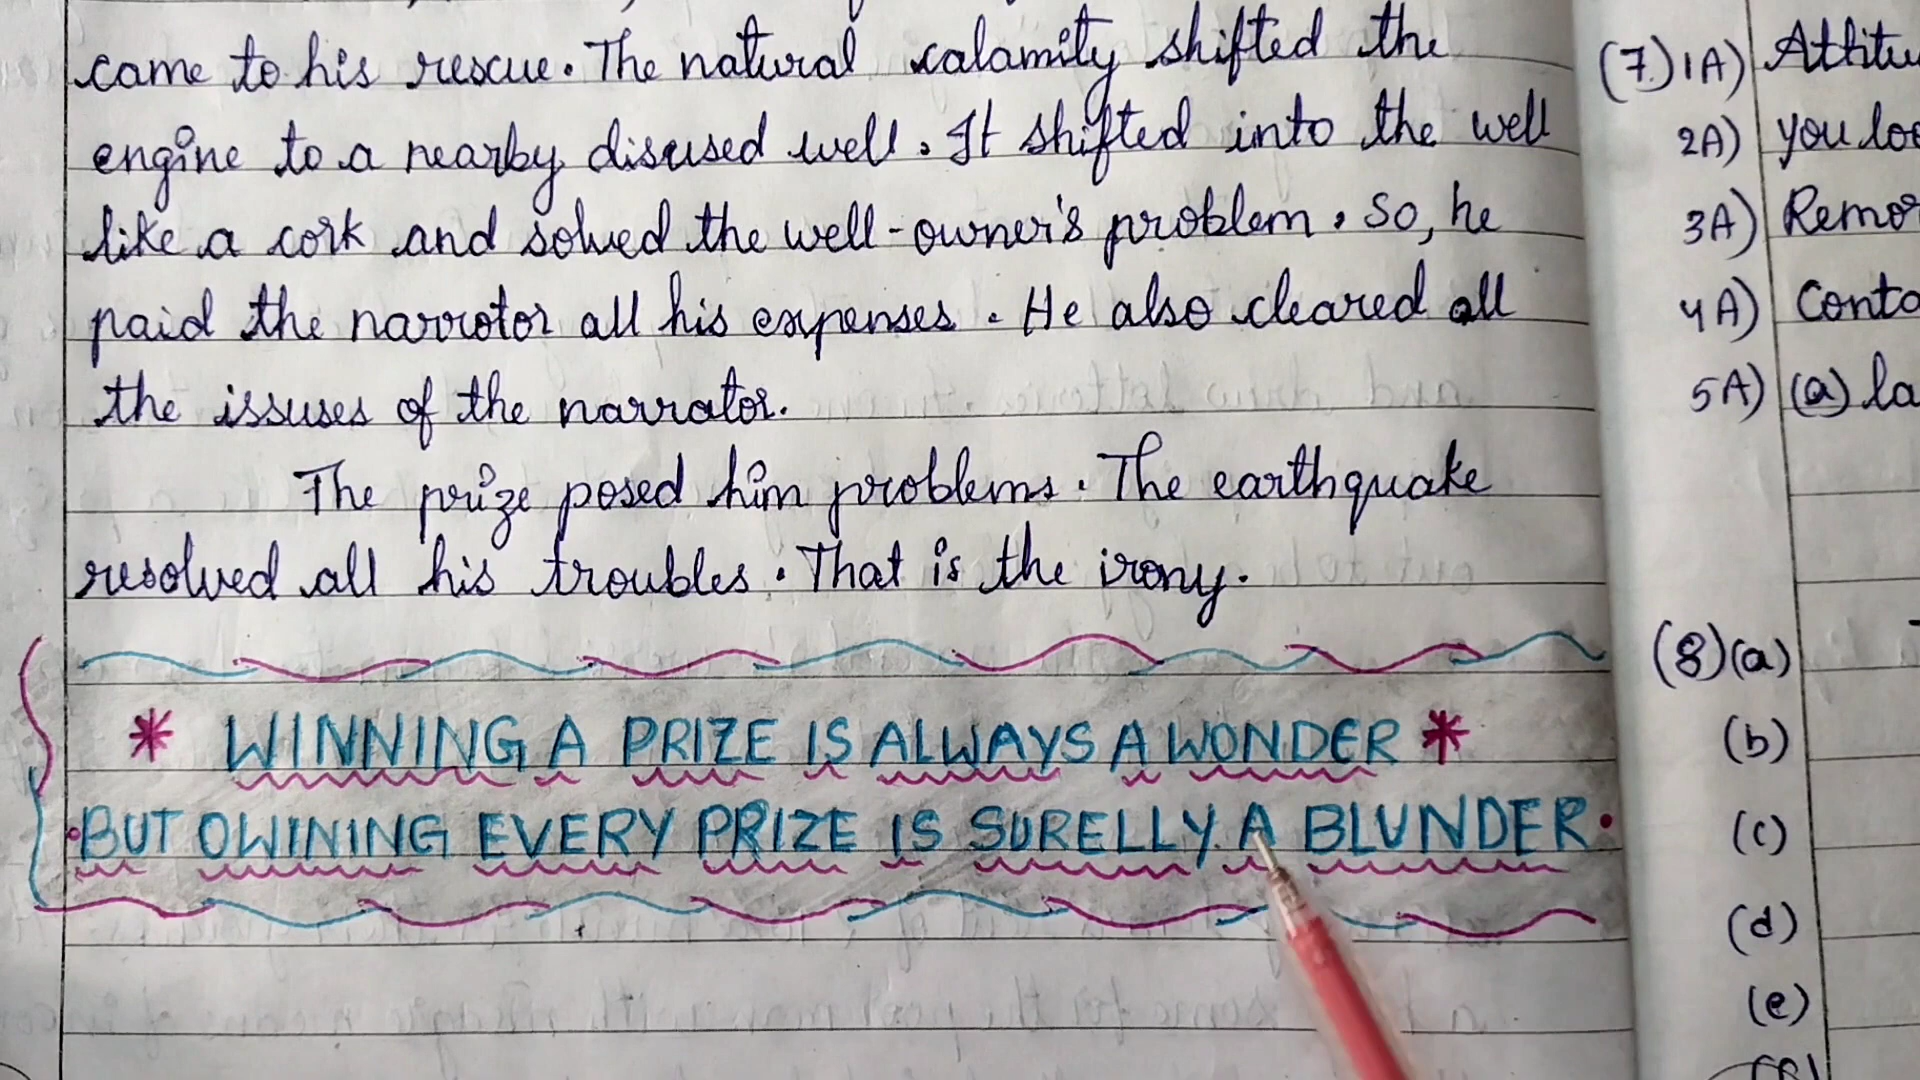 came to his rescue. The natural calamity shifted the
engine to a nearby disused well. It shifted into the well
like a cork and solved the well-owner's problem. So, he
paid the narrotor all his expenses. He also cleared all
the issuses of the narrator.
The prize posed him problems. The earthquake
resolved all his troubles. That is the irony.
* WINNING A PRIZE IS ALWAYS A WONDER *
•BUT OWINING EVERY PRIZE IS SURELLY A BLUNDER•
(7) 1A) Attitu
2A) you loo
3A) Remor
4A) Conta
5A) (a) la
(8) (a)
(b)
(c)
(d)
(e)